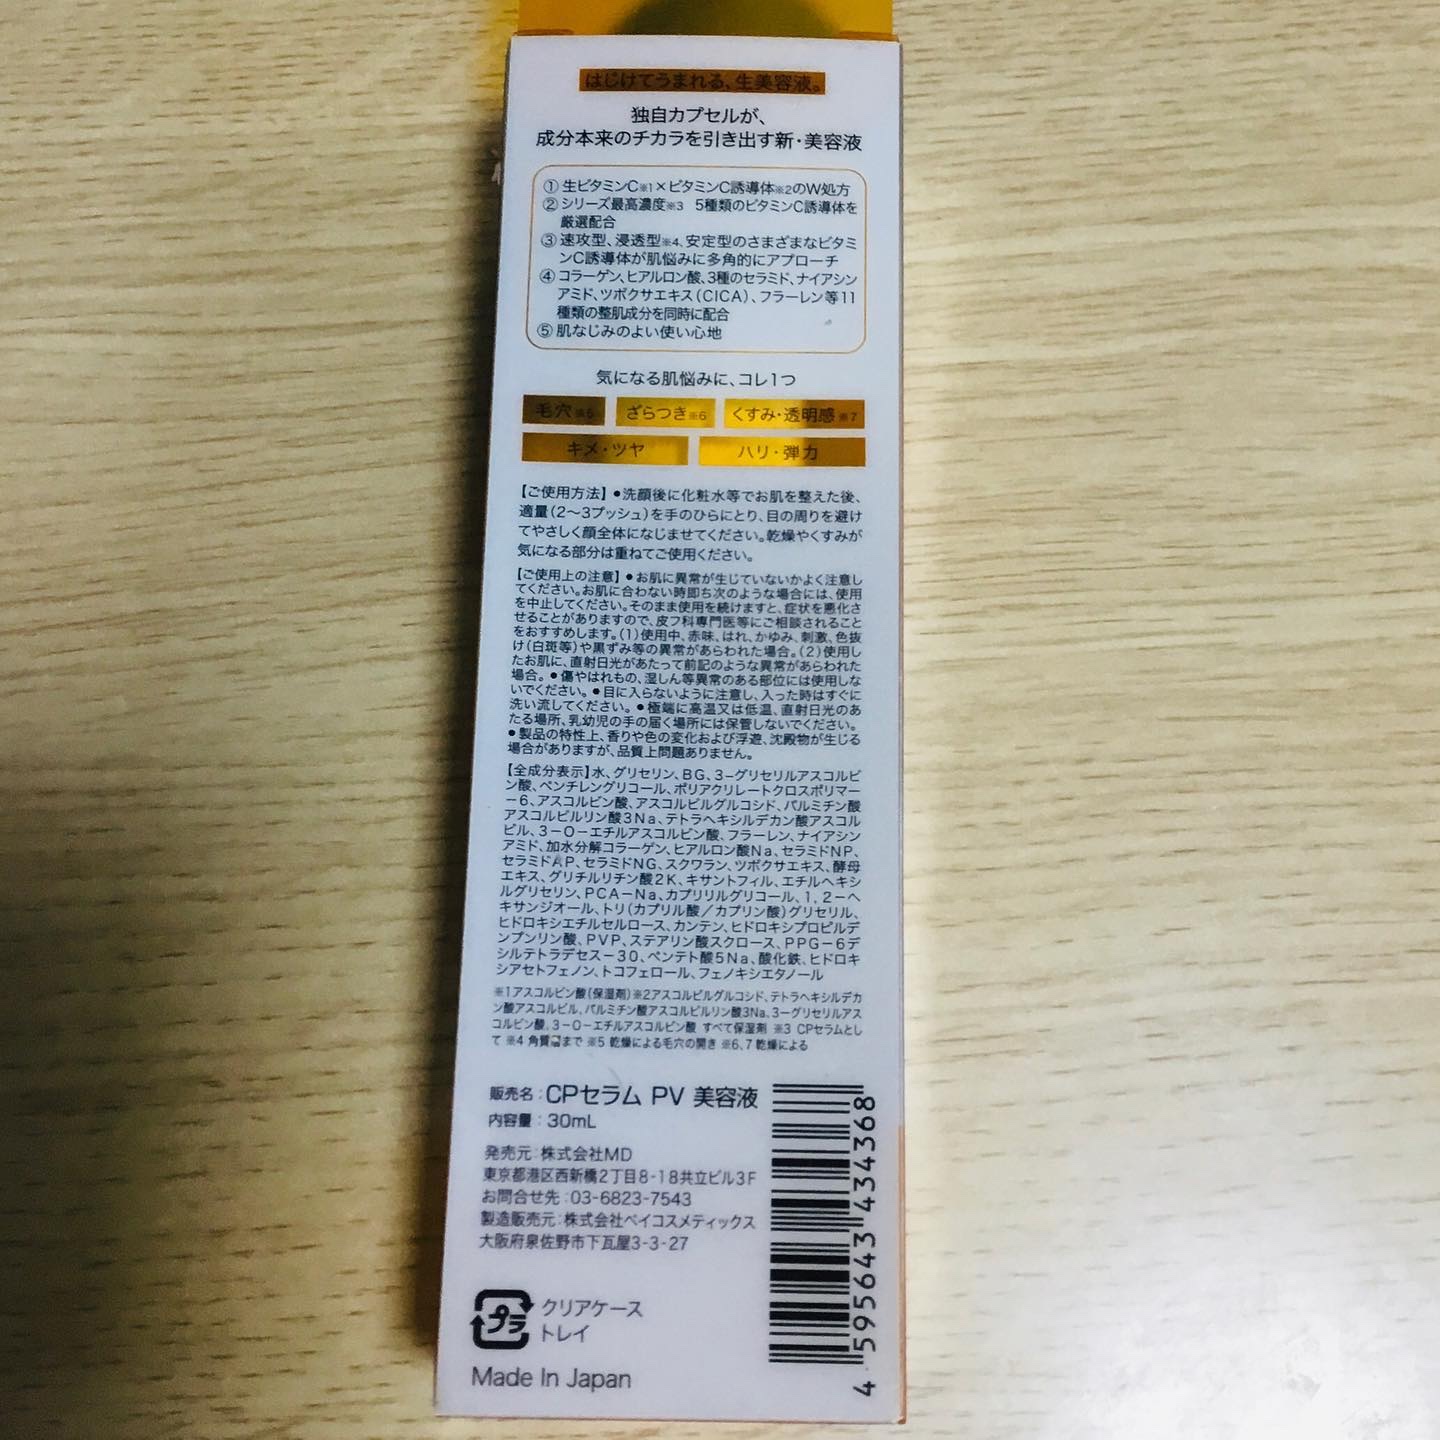 はじけてうまれる、生美容液。
独自カプセルが、
成分本来のチカラを引き出す新・美容液
① 生ビタミンC※1×ビタミンC誘導体※2のW処方
② シリーズ最高濃度※3 5種類のビタミンC誘導体を
厳選配合
③ 速攻型、浸透型※4、安定型のさまざまなビタミ
ンC誘導体が肌悩みに多角的にアプローチ
④ コラーゲン、ヒアルロン酸、3種のセラミド、ナイアシン
アミド、ツボクサエキス(CICA)、フラーレン等11
種類の整肌成分を同時に配合
⑤ 肌なじみのよい使い心地
気になる肌悩みに、コレ1つ
毛穴※5 ざらつき※6 くすみ・透明感※7
キメ・ツヤ ハリ・弾力
【ご使用方法】●洗顔後に化粧水等でお肌を整えた後、
適量(2〜3プッシュ)を手のひらにとり、目の周りを避け
てやさしく顔全体になじませてください。乾燥やくすみが
気になる部分は重ねてご使用ください。
【ご使用上の注意】●お肌に異常が生じていないかよく注意し
てください。お肌に合わない時即ち次のような場合には、使用
を中止してください。そのまま使用を続けますと、症状を悪化さ
せることがありますので、皮フ科専門医等にご相談されること
をおすすめします。(1)使用中、赤味、はれ、かゆみ、刺激、色抜
け(白斑等)や黒ずみ等の異常があらわれた場合。(2)使用し
たお肌に、直射日光があたって前記のような異常があらわれた
場合。●傷やはれもの、湿しん等異常のある部位には使用しな
いでください。●目に入らないように注意し、入った時はすぐに
洗い流してください。●極端に高温又は低温、直射日光のあ
たる場所、乳幼児の手の届く場所には保管しないでください。
●製品の特性上、香りや色の変化および浮遊、沈殿物が生じる
場合がありますが、品質上問題ありません。
【全成分表示】水、グリセリン、BG、3-グリセリルアスコルビ
ン酸、ペンチレングリコール、ポリアクリレートクロスポリマー
-6、アスコルビン酸、アスコルビルグルコシド、パルミチン酸
アスコルビルリン酸3Na、テトラヘキシルデカン酸アスコル
ビル、3-O-エチルアスコルビン酸、フラーレン、ナイアシン
アミド、加水分解コラーゲン、ヒアルロン酸Na、セラミドNP、
セラミドAP、セラミドNG、スクワラン、ツボクサエキス、酵母
エキス、グリチルリチン酸2K、キサントフィル、エチルヘキシ
ルグリセリン、PCA-Na、カプリリルグリコール、1,2-ヘ
キサンジオール、トリ(カプリル酸/カプリン酸)グリセリル、
ヒドロキシエチルセルロース、カンテン、ヒドロキシプロピルデ
ンプンリン酸、PVP、ステアリン酸スクロース、PPG-6デ
シルテトラデセス-30、ペンテト酸5Na、酸化鉄、ヒドロキ
シアセトフェノン、トコフェロール、フェノキシエタノール
※1アスコルビン酸(保湿剤)※2アスコルビルグルコシド、テトラヘキシルデカ
ン酸アスコルビル、パルミチン酸アスコルビルリン酸3Na、3-グリセリルアス
コルビン酸、3-O-エチルアスコルビン酸 すべて保湿剤 ※3 CPセラムとし
て ※4 角質層まで ※5 乾燥による毛穴の開き ※6、7 乾燥による
販売名：CPセラム PV 美容液
内容量：30mL
発売元：株式会社MD
東京都港区西新橋2丁目8-18共立ビル3F
お問合せ先：03-6823-7543
製造販売元：株式会社ベイコスメティックス
大阪府泉佐野市下瓦屋3-3-27
プラ
クリアケース
トレイ
Made In Japan
4 595643 434368